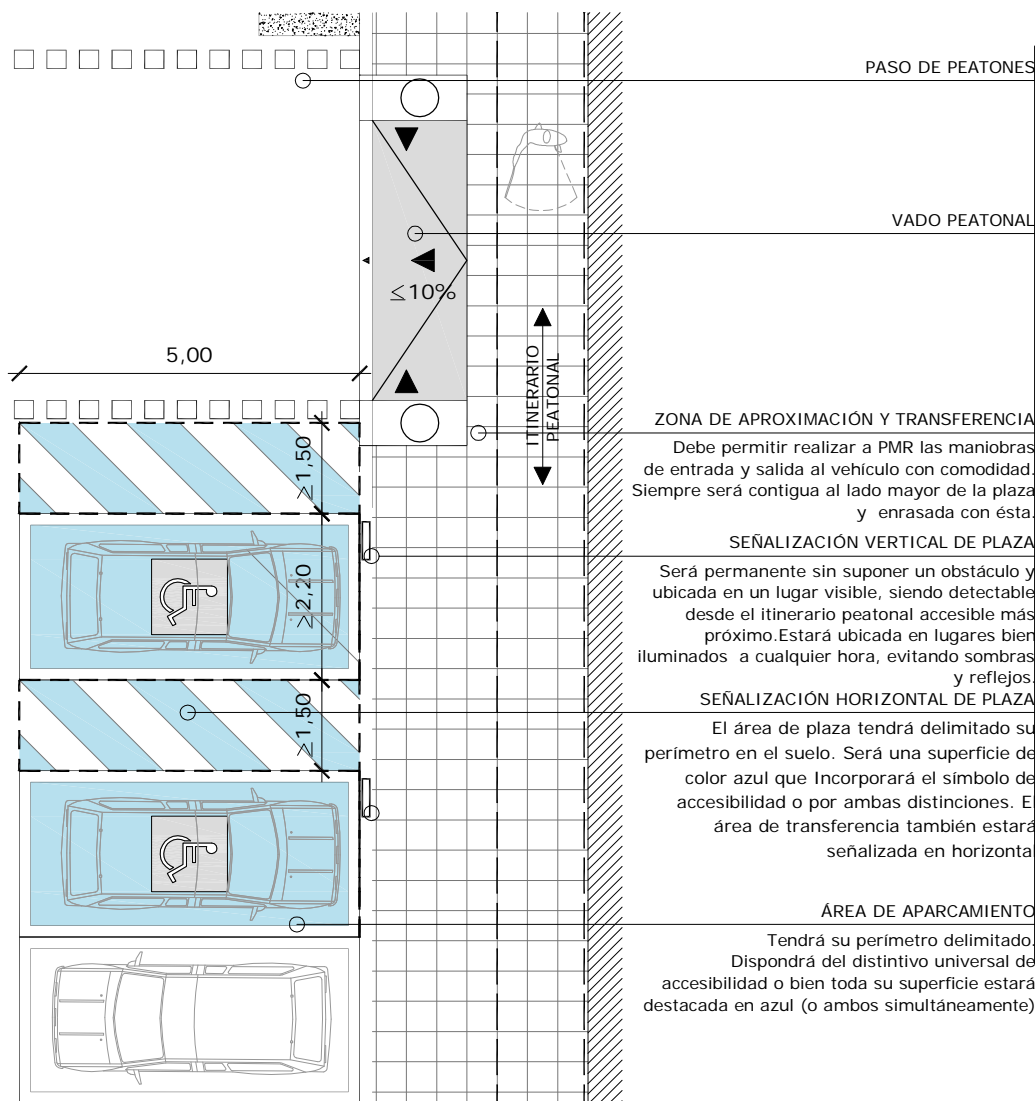 PASO DE PEATONES
VADO PEATONAL
≤10%
5,00
ITINERARIO
PEATONAL
≥1,50
≥2,20
≥1,50
ZONA DE APROXIMACIÓN Y TRANSFERENCIA
Debe permitir realizar a PMR las maniobras
de entrada y salida al vehículo con comodidad.
Siempre será contigua al lado mayor de la plaza
y enrasada con ésta.
SEÑALIZACIÓN VERTICAL DE PLAZA
Será permanente sin suponer un obstáculo y
ubicada en un lugar visible, siendo detectable
desde el itinerario peatonal accesible más
próximo.Estará ubicada en lugares bien
iluminados a cualquier hora, evitando sombras
y reflejos.
SEÑALIZACIÓN HORIZONTAL DE PLAZA
El área de plaza tendrá delimitado su
perímetro en el suelo. Será una superficie de
color azul que Incorporará el símbolo de
accesibilidad o por ambas distinciones. El
área de transferencia también estará
señalizada en horizontal
ÁREA DE APARCAMIENTO
Tendrá su perímetro delimitado.
Dispondrá del distintivo universal de
accesibilidad o bien toda su superficie estará
destacada en azul (o ambos simultáneamente)